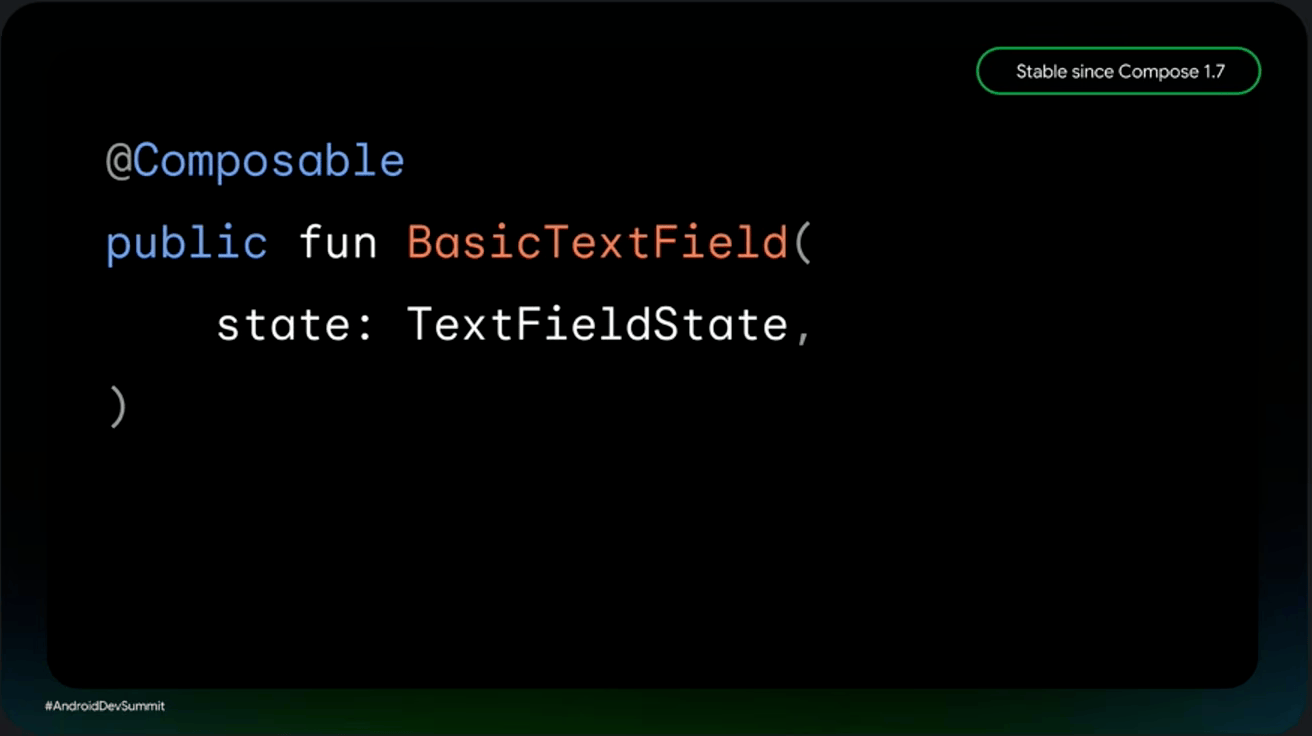 Stable since Compose 1.7
@Composable
public fun BasicTextField(
    state: TextFieldState,
)
#AndroidDevSummit